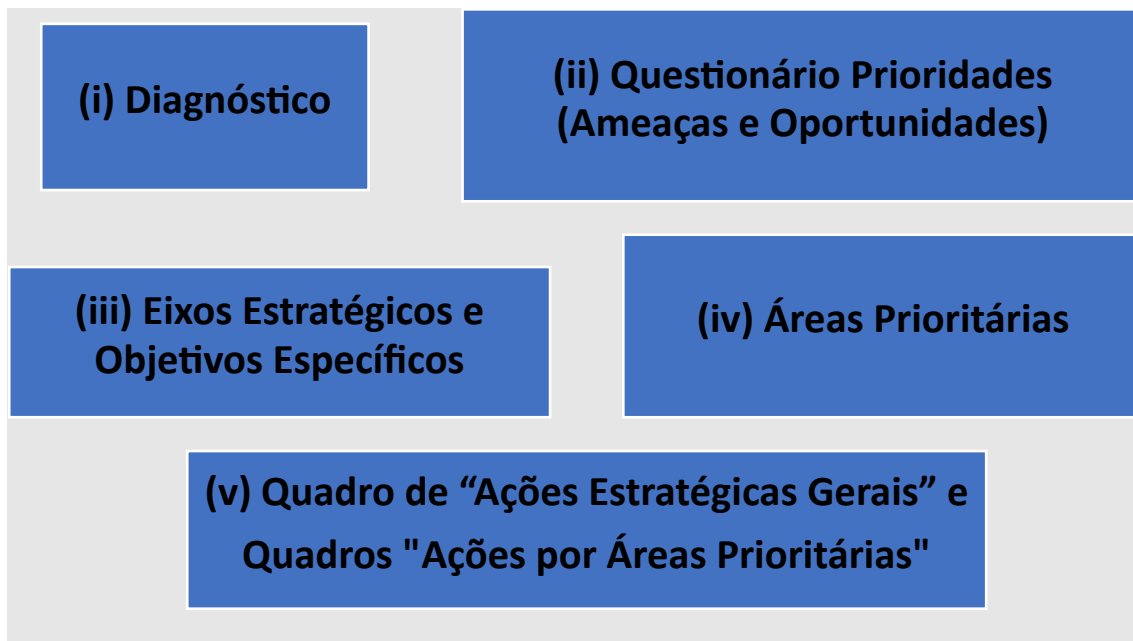 (i) Diagnóstico
(ii) Questionário Prioridades
(Ameaças e Oportunidades)
(iii) Eixos Estratégicos e
Objetivos Específicos
(iv) Áreas Prioritárias
(v) Quadro de “Ações Estratégicas Gerais” e
Quadros "Ações por Áreas Prioritárias"